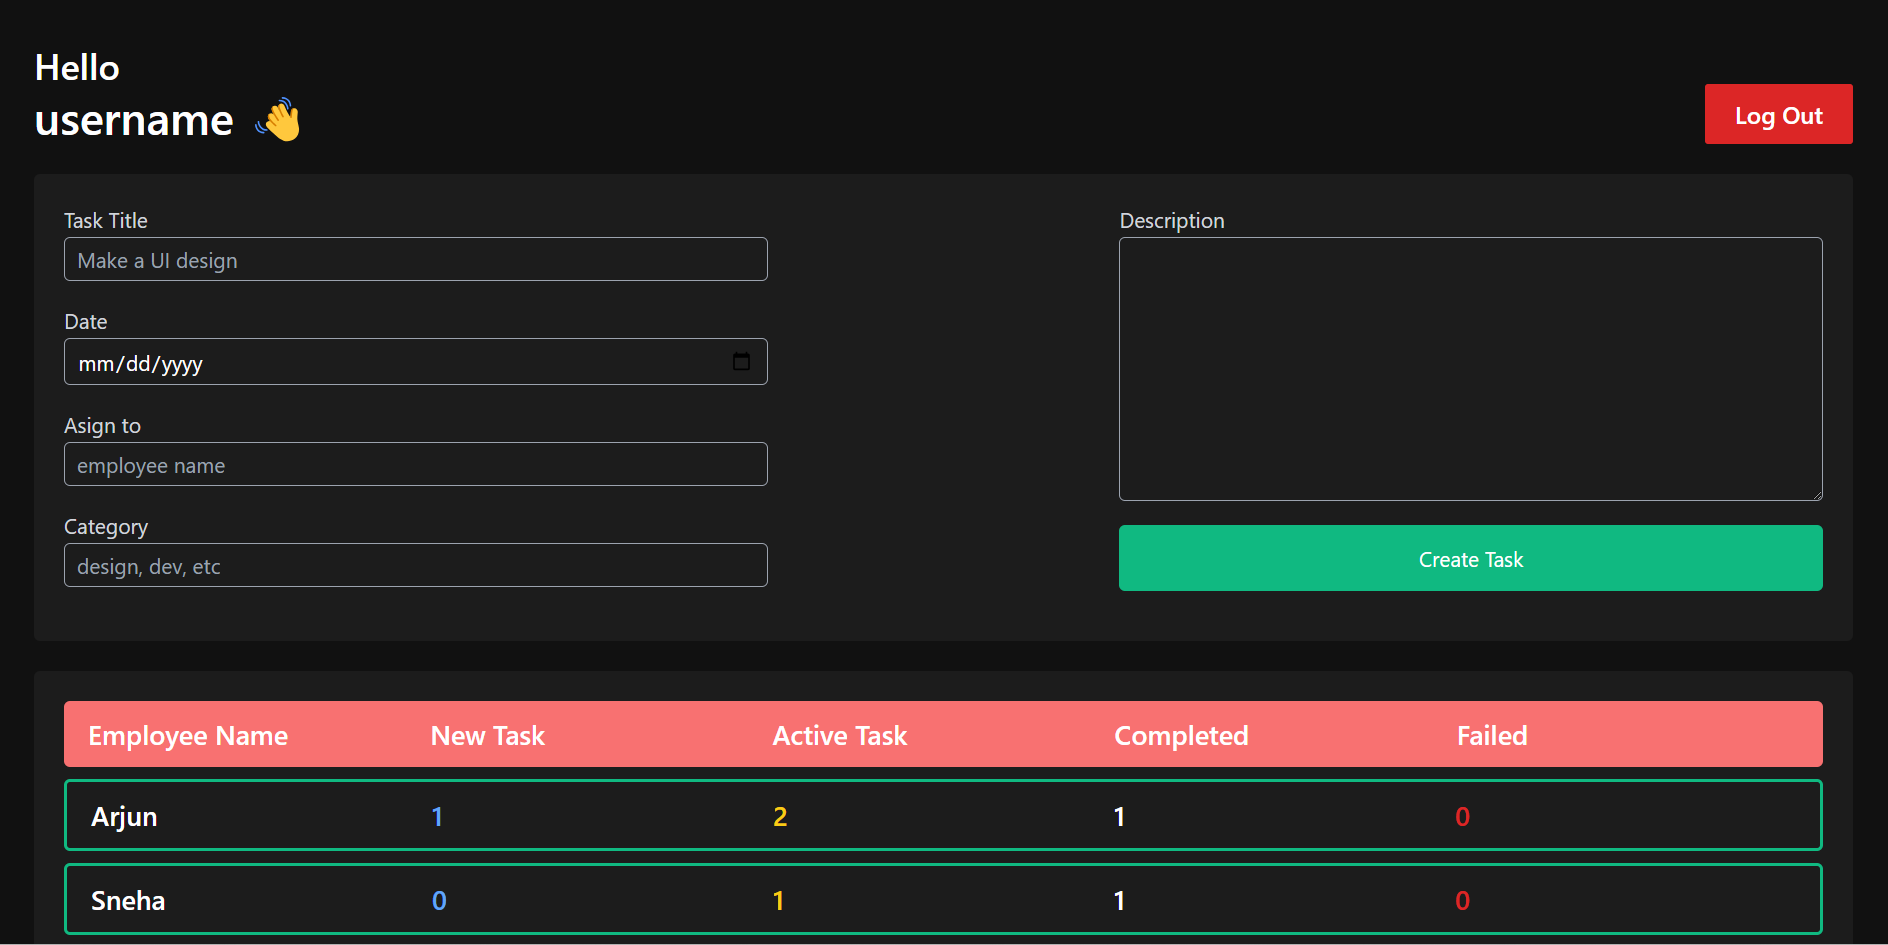 Hello
username 👋
Log Out
Task Title
Make a UI design
Date
mm/dd/yyyy
Asign to
employee name
Category
design, dev, etc
Description
Create Task
Employee Name New Task Active Task Completed Failed
Arjun 1 2 1 0
Sneha 0 1 1 0